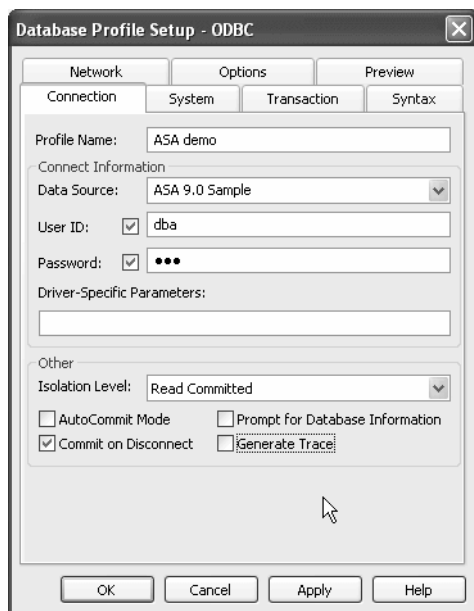 Database Profile Setup - ODBC
Network Options Preview
Connection System Transaction Syntax
Profile Name: ASA demo
Connect Information
Data Source: ASA 9.0 Sample
User ID: dba
Password: •••
Driver-Specific Parameters:
Other
Isolation Level: Read Committed
AutoCommit Mode Prompt for Database Information
Commit on Disconnect Generate Trace
OK Cancel Apply Help